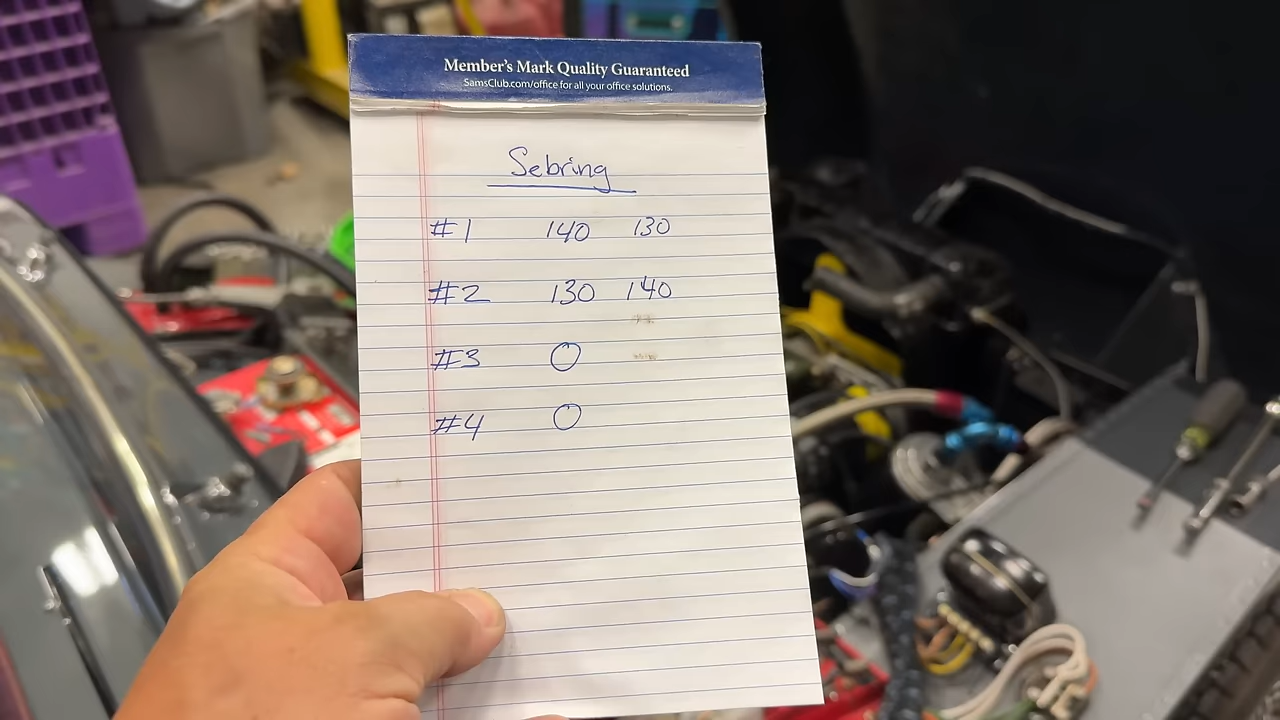 Member's Mark Quality Guaranteed
SamsClub.com/office for all your office solutions.
Sebring
#1 140 130
#2 130 140
#3 0
#4 0